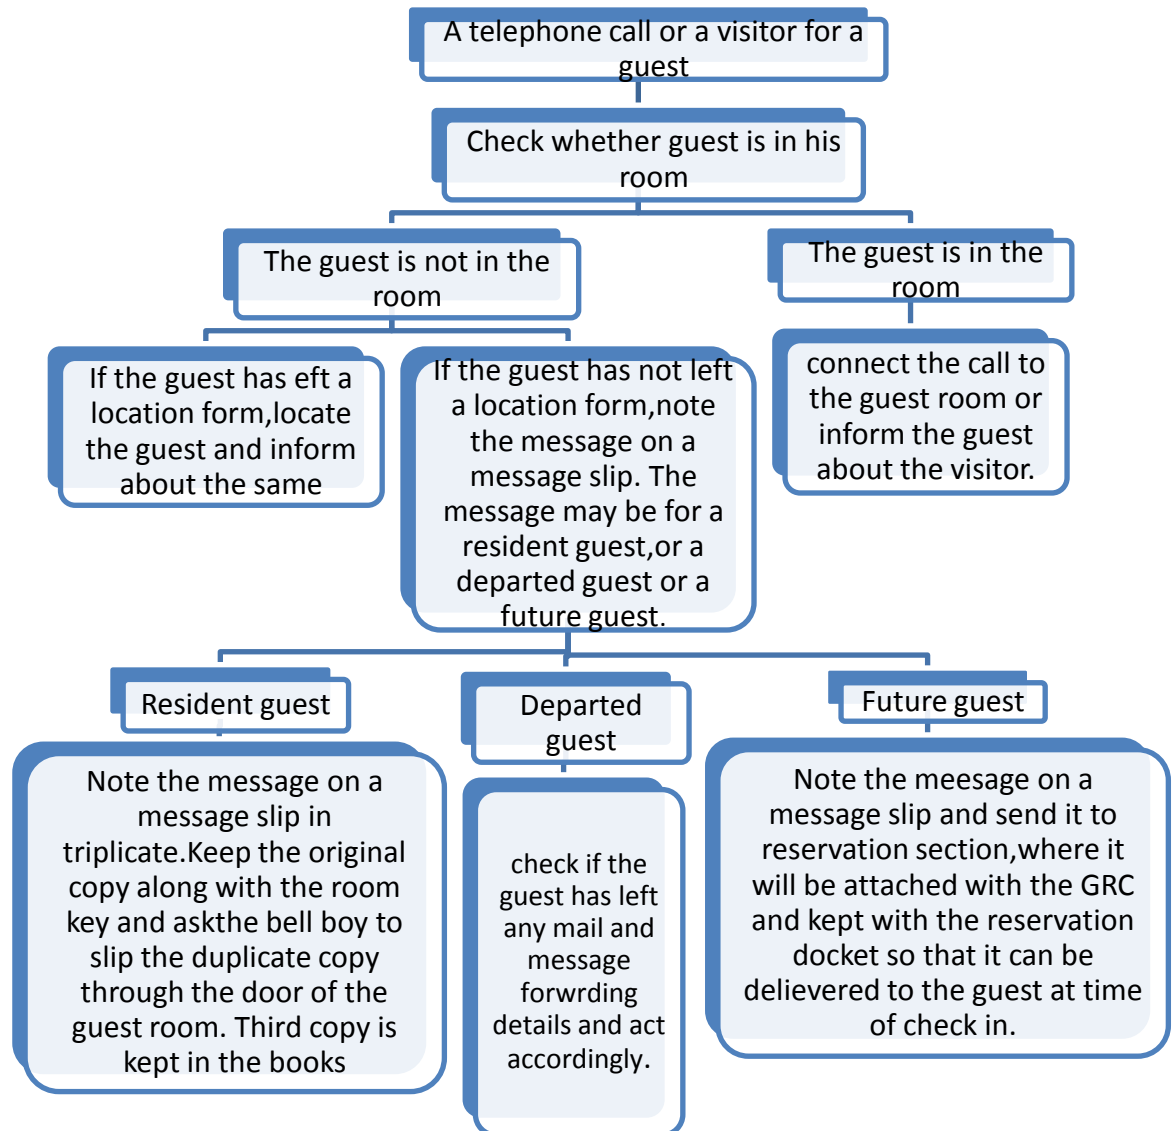 A telephone call or a visitor for a
guest
Check whether guest is in his
room
The guest is not in the
room
The guest is in the
room
If the guest has eft a
location form,locate
the guest and inform
about the same
If the guest has not left
a location form,note
the message on a
message slip. The
message may be for a
resident guest,or a
departed guest or a
future guest.
connect the call to
the guest room or
inform the guest
about the visitor.
Resident guest
Departed
guest
Future guest
Note the message on a
message slip in
triplicate.Keep the original
copy along with the room
key and askthe bell boy to
slip the duplicate copy
through the door of the
guest room. Third copy is
kept in the books
check if the
guest has left
any mail and
message
forwrding
details and act
accordingly.
Note the meesage on a
message slip and send it to
reservation section,where it
will be attached with the GRC
and kept with the reservation
docket so that it can be
delievered to the guest at time
of check in.